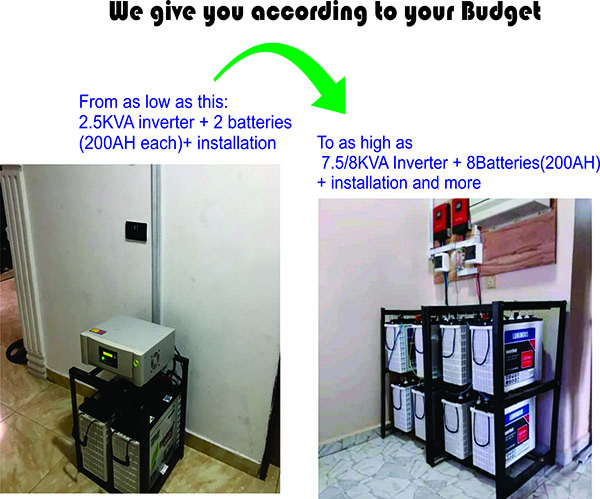 We give you according to your Budget
From as low as this:
2.5KVA inverter + 2 batteries
(200AH each)+ installation
To as high as
7.5/8KVA Inverter + 8Batteries(200AH)
+ installation and more
LUMINOUS